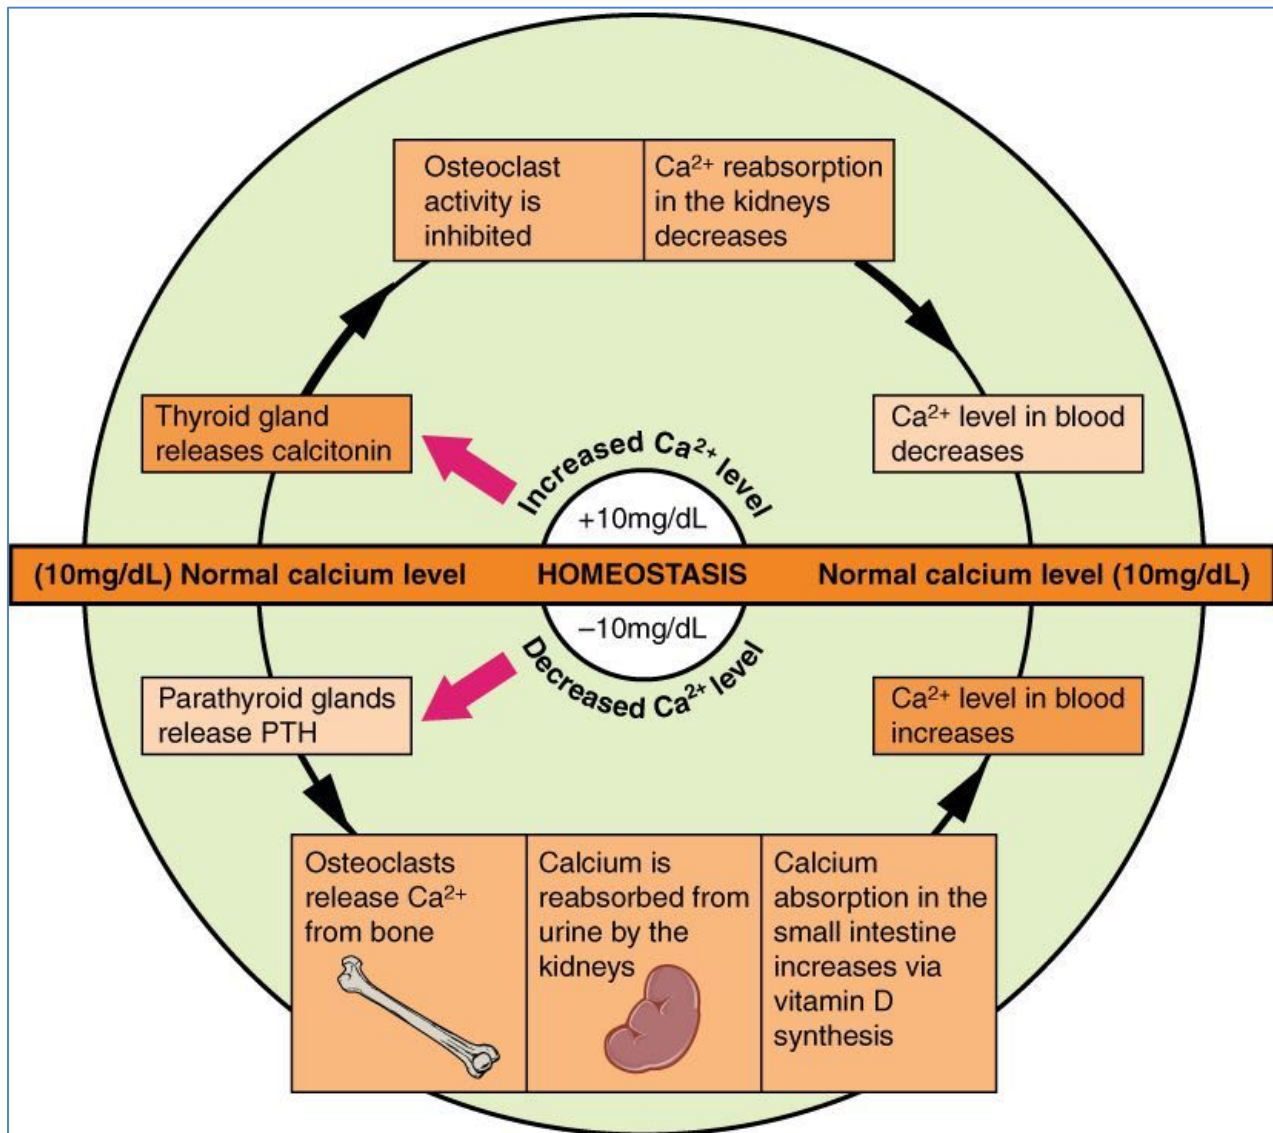 Osteoclast
activity is
inhibited
Ca²⁺ reabsorption
in the kidneys
decreases
Thyroid gland
releases calcitonin
Increased Ca²⁺ level
+10mg/dL
Ca²⁺ level in blood
decreases
(10mg/dL) Normal calcium level
HOMEOSTASIS
Normal calcium level (10mg/dL)
–10mg/dL
Decreased Ca²⁺ level
Parathyroid glands
release PTH
Ca²⁺ level in blood
increases
Osteoclasts
release Ca²⁺
from bone
Calcium is
reabsorbed from
urine by the
kidneys
Calcium
absorption in the
small intestine
increases via
vitamin D
synthesis